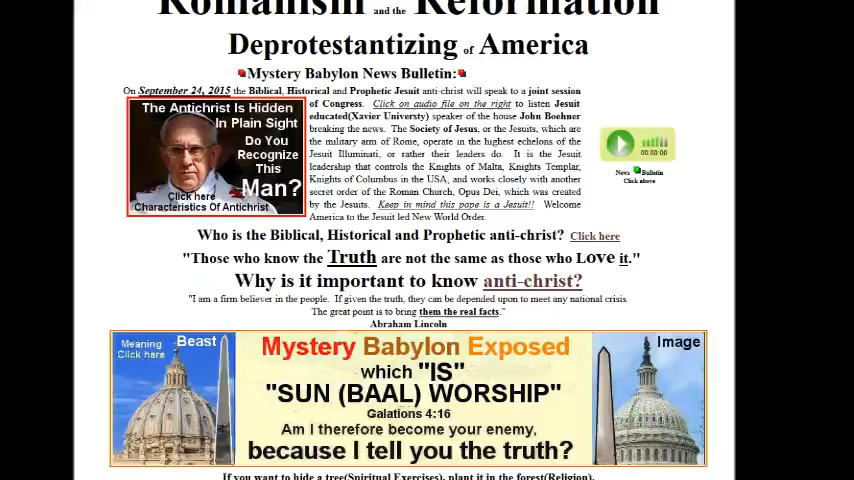 Romanism and the Reformation
Deprotestantizing of America
Mystery Babylon News Bulletin:
On September 24, 2015 the Biblical, Historical and Prophetic Jesuit anti-christ will speak to a joint session
of Congress. Click on audio file on the right to listen Jesuit
educated(Xavier Universty) speaker of the house John Boehner
breaking the news. The Society of Jesus, or the Jesuits, which are
the military arm of Rome, operate in the highest echelons of the
Jesuit Illuminati, or rather their leaders do. It is the Jesuit
leadership that controls the Knights of Malta, Knights Templar,
Knights of Columbus in the USA, and works closely with another
secret order of the Roman Church, Opus Dei, which was created
by the Jesuits. Keep in mind this pope is a Jesuit!! Welcome
America to the Jesuit led New World Order.
The Antichrist Is Hidden
In Plain Sight
Do You
Recognize
This
Man?
Click here
Characteristics Of Antichrist
00:00:00
News Bulletin
Click above
Who is the Biblical, Historical and Prophetic anti-christ? Click here
"Those who know the Truth are not the same as those who Love it."
Why is it important to know anti-christ?
"I am a firm believer in the people. If given the truth, they can be depended upon to meet any national crisis.
The great point is to bring them the real facts."
Abraham Lincoln
Meaning
Click here
Beast
Mystery Babylon Exposed
which "IS"
"SUN (BAAL) WORSHIP"
Galations 4:16
Am I therefore become your enemy,
because I tell you the truth?
Image
If you want to hide a tree(Spiritual Exercises), plant it in the forest(Religion).